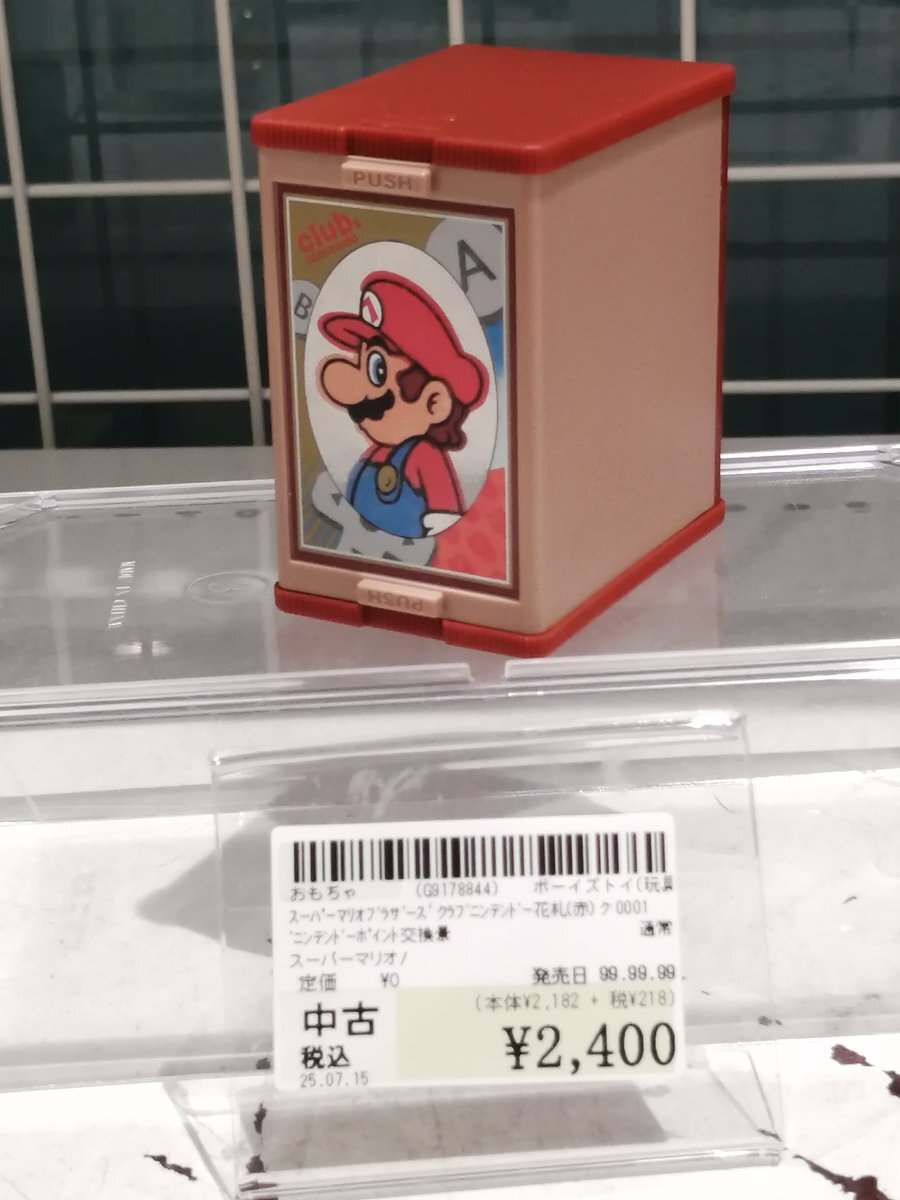 PUSH
club
A
B
PUSH
MADE IN CHINA
おもちゃ (G9178844) ボーイズトイ(玩具
スーパーマリオブラザーズ クラブニンテンドー花札(赤) ク 0001
ニンテンドーポイント交換景 通常
スーパーマリオ/
定価 ¥0 発売日 99.99.99.
(本体¥2,182 + 税¥218)
中古
税込 ¥2,400
25.07.15